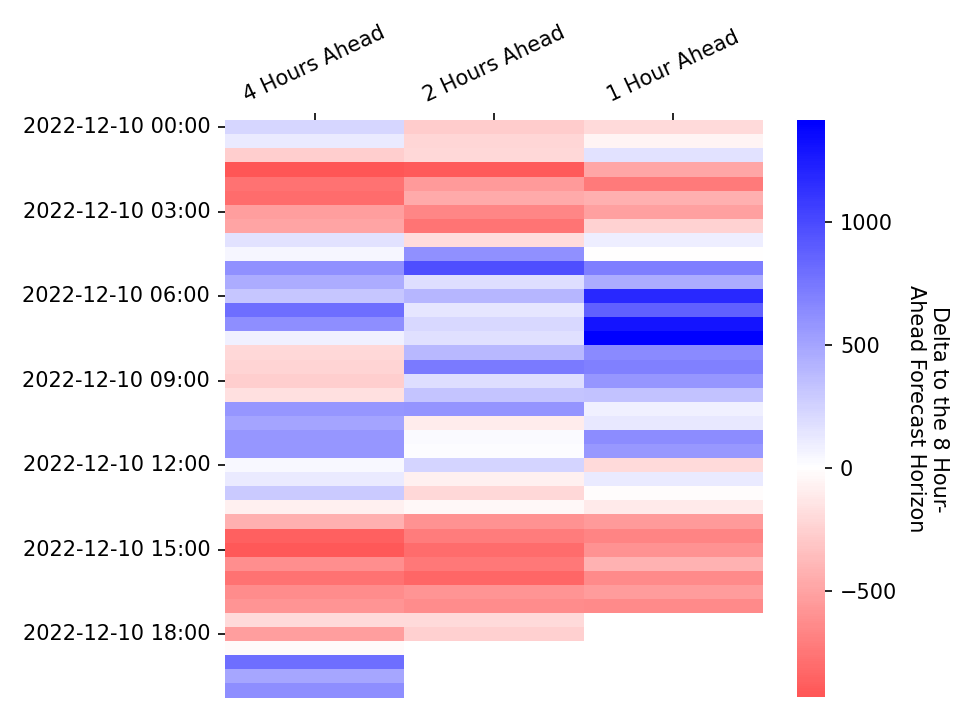 4 Hours Ahead
2 Hours Ahead
1 Hour Ahead
2022-12-10 00:00
2022-12-10 03:00
2022-12-10 06:00
2022-12-10 09:00
2022-12-10 12:00
2022-12-10 15:00
2022-12-10 18:00
1000
500
0
−500
Delta to the 8 Hour-
Ahead Forecast Horizon